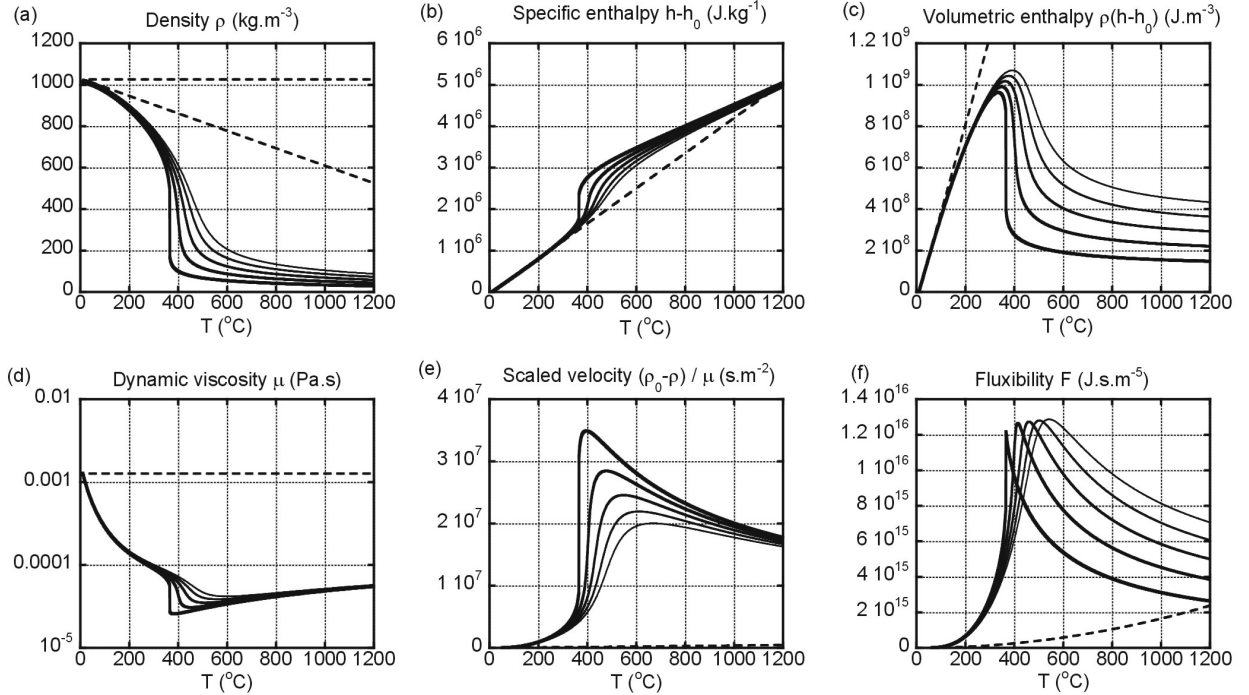 (a) Density ρ (kg.m⁻³)
1200
1000
800
600
400
200
0
0 200 400 600 800 1000 1200
T (°C)
(b) Specific enthalpy h-h₀ (J.kg⁻¹)
6 10⁶
5 10⁶
4 10⁶
3 10⁶
2 10⁶
1 10⁶
0
0 200 400 600 800 1000 1200
T (°C)
(c) Volumetric enthalpy ρ(h-h₀) (J.m⁻³)
1.2 10⁹
1 10⁹
8 10⁸
6 10⁸
4 10⁸
2 10⁸
0
0 200 400 600 800 1000 1200
T (°C)
(d) Dynamic viscosity μ (Pa.s)
0.01
0.001
0.0001
10⁻⁵
0 200 400 600 800 1000 1200
T (°C)
(e) Scaled velocity (ρ₀-ρ) / μ (s.m⁻²)
4 10⁷
3 10⁷
2 10⁷
1 10⁷
0
0 200 400 600 800 1000 1200
T (°C)
(f) Fluxibility F (J.s.m⁻⁵)
1.4 10¹⁶
1.2 10¹⁶
1 10¹⁶
8 10¹⁵
6 10¹⁵
4 10¹⁵
2 10¹⁵
0
0 200 400 600 800 1000 1200
T (°C)